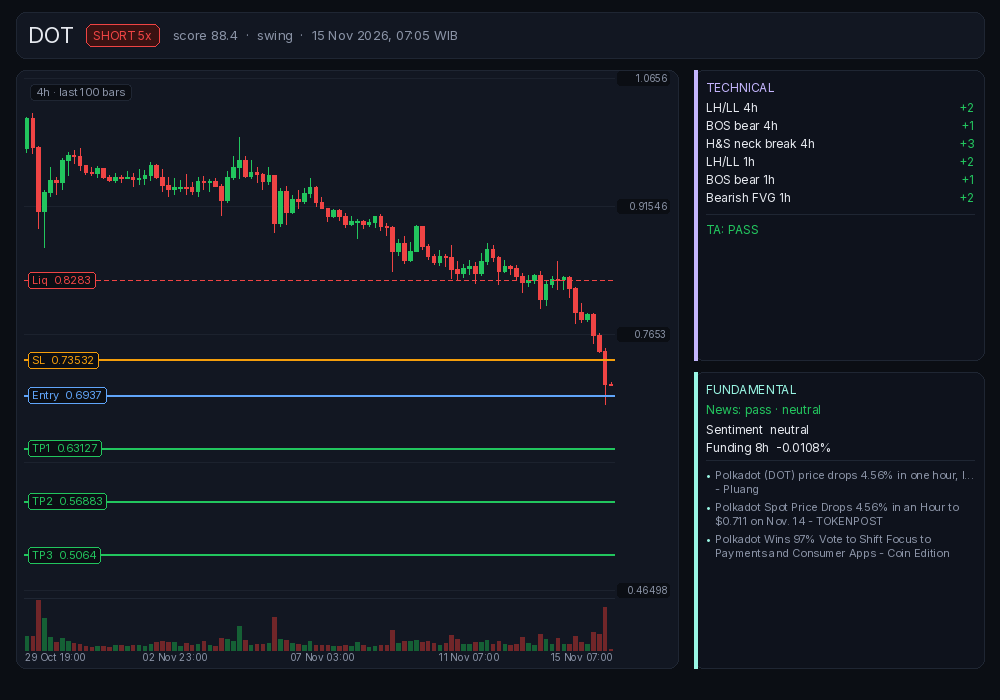 DOT SHORT 5x score 88.4 · swing · 15 Nov 2026, 07:05 WIB
4h · last 100 bars
1.0656
0.91546
Liq 0.8283
0.7653
SL 0.73532
Entry 0.6937
TP1 0.63127
TP2 0.56883
TP3 0.5064
0.46498
29 Oct 19:00 02 Nov 23:00 07 Nov 03:00 11 Nov 07:00 15 Nov 07:00
TECHNICAL
LH/LL 4h +2
BOS bear 4h +1
H&S neck break 4h +3
LH/LL 1h +2
BOS bear 1h +1
Bearish FVG 1h +2
TA: PASS
FUNDAMENTAL
News: pass · neutral
Sentiment neutral
Funding 8h -0.0108%
• Polkadot (DOT) price drops 4.56% in one hour, l...
- Pluang
• Polkadot Spot Price Drops 4.56% in an Hour to
$0.711 on Nov. 14 - TOKENPOST
• Polkadot Wins 97% Vote to Shift Focus to
Payments and Consumer Apps - Coin Edition